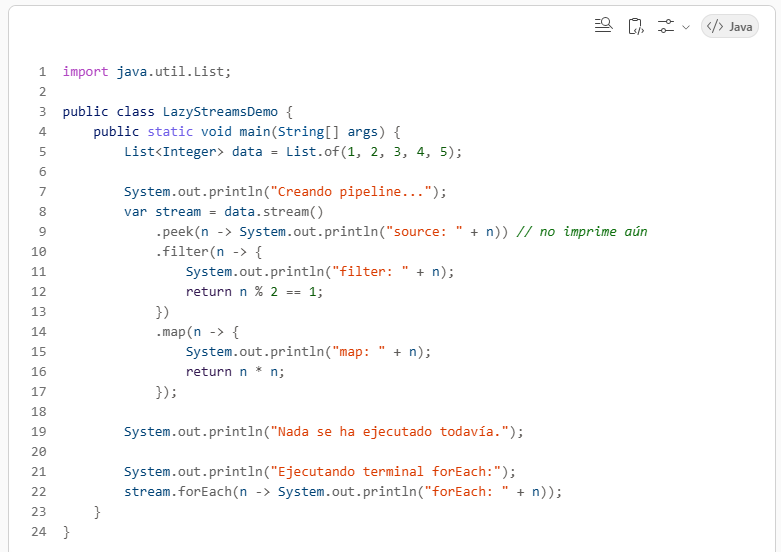 </> Java
1 import java.util.List;
2
3 public class LazyStreamsDemo {
4     public static void main(String[] args) {
5         List<Integer> data = List.of(1, 2, 3, 4, 5);
6
7         System.out.println("Creando pipeline...");
8         var stream = data.stream()
9             .peek(n -> System.out.println("source: " + n)) // no imprime aún
10             .filter(n -> {
11                 System.out.println("filter: " + n);
12                 return n % 2 == 1;
13             })
14             .map(n -> {
15                 System.out.println("map: " + n);
16                 return n * n;
17             });
18
19         System.out.println("Nada se ha ejecutado todavía.");
20
21         System.out.println("Ejecutando terminal forEach:");
22         stream.forEach(n -> System.out.println("forEach: " + n));
23     }
24 }